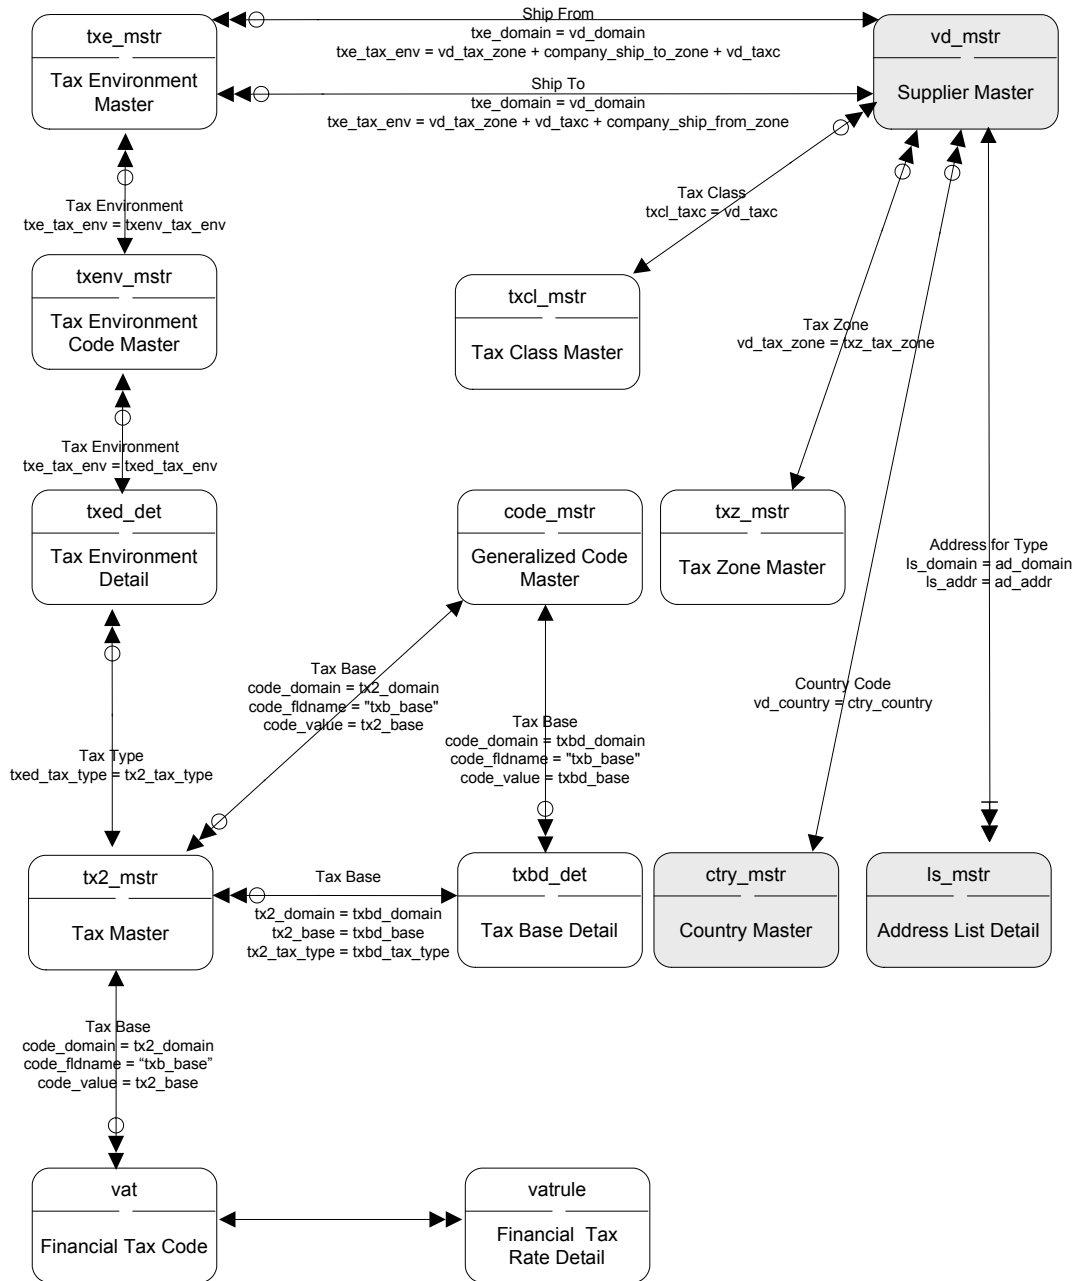 Ship From
txe_domain = vd_domain
txe_tax_env = vd_tax_zone + company_ship_to_zone + vd_taxc
txe_mstr
Tax Environment
Master
vd_mstr
Supplier Master
Ship To
txe_domain = vd_domain
txe_tax_env = vd_tax_zone + vd_taxc + company_ship_from_zone
Tax Environment
txe_tax_env = txenv_tax_env
Tax Class
txcl_taxc = vd_taxc
txenv_mstr
Tax Environment
Code Master
txcl_mstr
Tax Class Master
Tax Zone
vd_tax_zone = txz_tax_zone
Tax Environment
txe_tax_env = txed_tax_env
txed_det
Tax Environment
Detail
code_mstr
Generalized Code
Master
txz_mstr
Tax Zone Master
Address for Type
ls_domain = ad_domain
ls_addr = ad_addr
Tax Base
code_domain = tx2_domain
code_fldname = "txb_base"
code_value = tx2_base
Country Code
vd_country = ctry_country
Tax Base
code_domain = txbd_domain
code_fldname = "txb_base"
code_value = txbd_base
Tax Type
txed_tax_type = tx2_tax_type
tx2_mstr
Tax Master
Tax Base
tx2_domain = txbd_domain
tx2_base = txbd_base
tx2_tax_type = txbd_tax_type
txbd_det
Tax Base Detail
ctry_mstr
Country Master
ls_mstr
Address List Detail
Tax Base
code_domain = tx2_domain
code_fldname = “txb_base”
code_value = tx2_base
vat
Financial Tax Code
vatrule
Financial Tax
Rate Detail